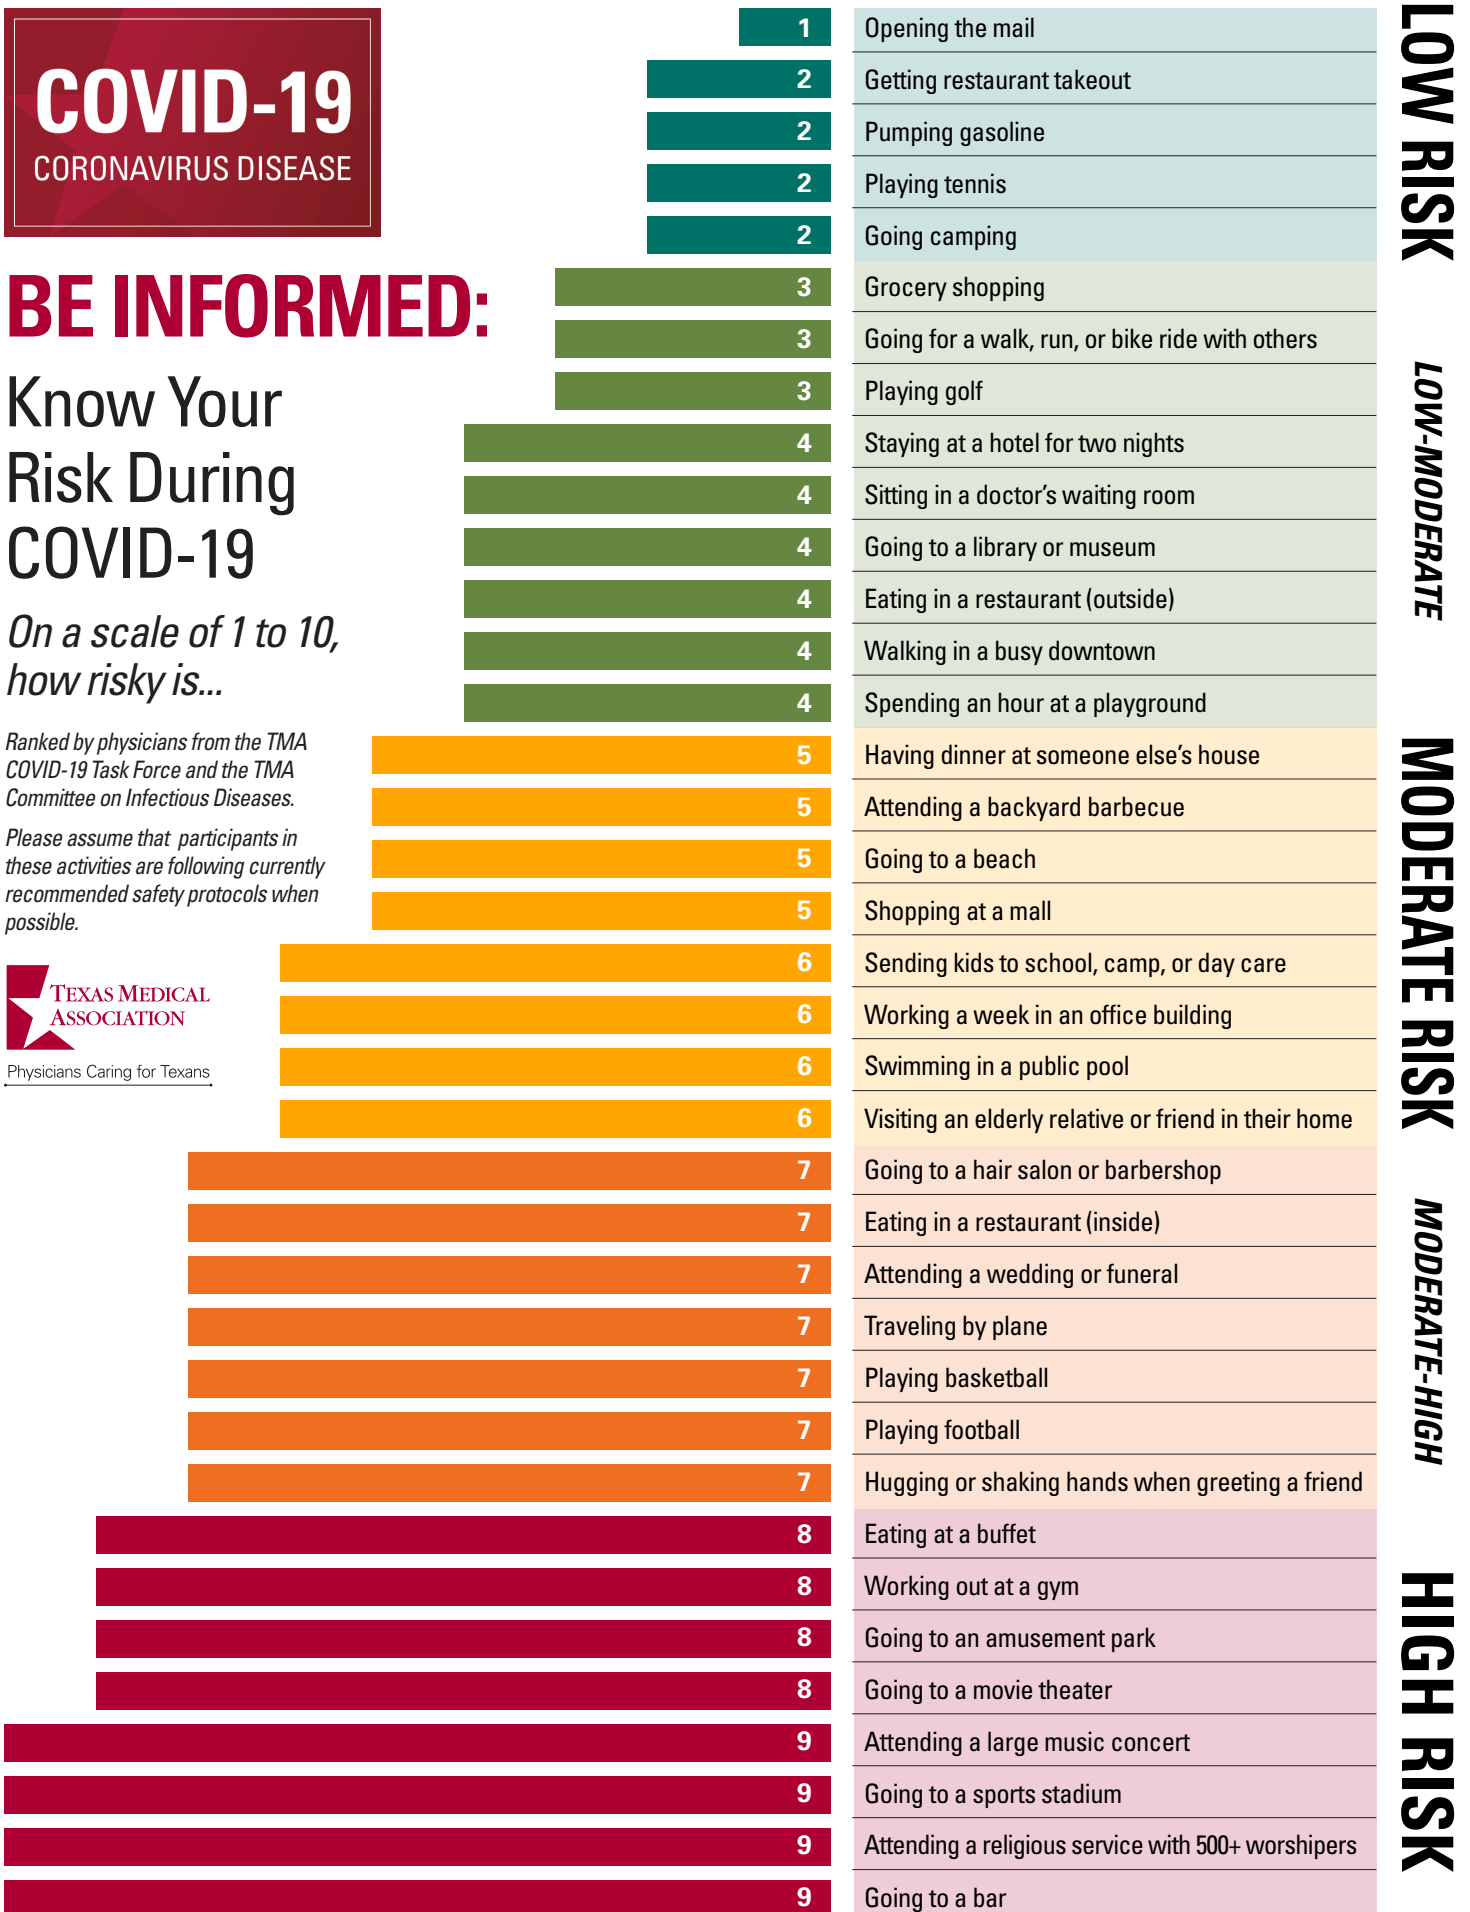 COVID-19
CORONAVIRUS DISEASE
BE INFORMED:
Know Your
Risk During
COVID-19
On a scale of 1 to 10,
how risky is...
Ranked by physicians from the TMA
COVID-19 Task Force and the TMA
Committee on Infectious Diseases.
Please assume that participants in
these activities are following currently
recommended safety protocols when
possible.
TEXAS MEDICAL
ASSOCIATION
Physicians Caring for Texans
LOW RISK
1 Opening the mail
2 Getting restaurant takeout
2 Pumping gasoline
2 Playing tennis
2 Going camping
LOW-MODERATE
3 Grocery shopping
3 Going for a walk, run, or bike ride with others
3 Playing golf
4 Staying at a hotel for two nights
4 Sitting in a doctor's waiting room
4 Going to a library or museum
4 Eating in a restaurant (outside)
4 Walking in a busy downtown
4 Spending an hour at a playground
MODERATE RISK
5 Having dinner at someone else's house
5 Attending a backyard barbecue
5 Going to a beach
5 Shopping at a mall
6 Sending kids to school, camp, or day care
6 Working a week in an office building
6 Swimming in a public pool
6 Visiting an elderly relative or friend in their home
MODERATE-HIGH
7 Going to a hair salon or barbershop
7 Eating in a restaurant (inside)
7 Attending a wedding or funeral
7 Traveling by plane
7 Playing basketball
7 Playing football
7 Hugging or shaking hands when greeting a friend
HIGH RISK
8 Eating at a buffet
8 Working out at a gym
8 Going to an amusement park
8 Going to a movie theater
9 Attending a large music concert
9 Going to a sports stadium
9 Attending a religious service with 500+ worshipers
9 Going to a bar